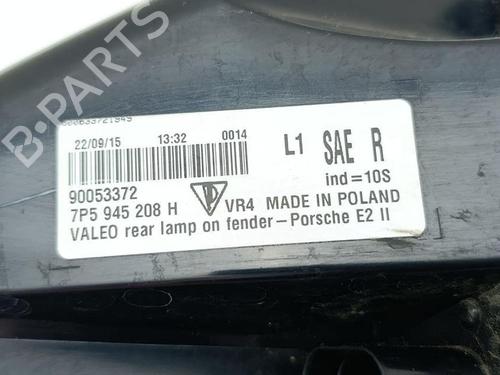 B-PARTS
22/09/15 13:32 0014
L1 SAE R
ind=10S
90053372
7P5 945 208 H VR4 MADE IN POLAND
VALEO rear lamp on fender-Porsche E2 II